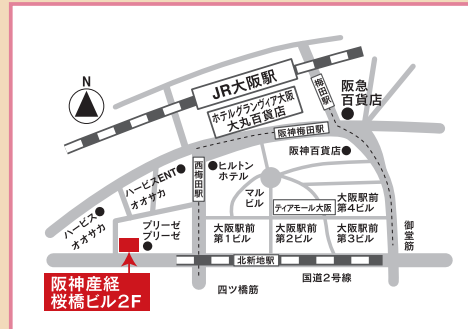 N
JR大阪駅
ホテルグランヴィア大阪
大丸百貨店
梅田駅
阪急
百貨店
阪神梅田駅
阪神百貨店
西梅田駅
ヒルトン
ホテル
ハービスENT
オオサカ
ハービス
オオサカ
マル
ビル
ティアモール大阪
大阪駅前
第4ビル
ブリーゼ
ブリーゼ
大阪駅前
第1ビル
大阪駅前
第2ビル
大阪駅前
第3ビル
御堂筋
北新地駅
国道2号線
四ツ橋筋
阪神産経
桜橋ビル2F